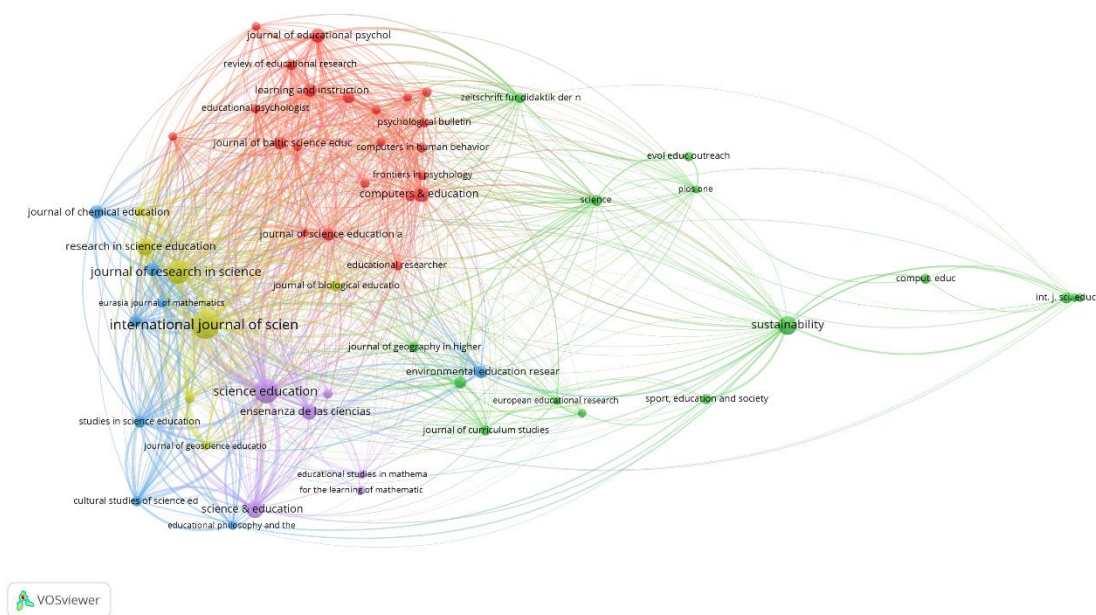 journal of educational psychol
review of educational research
learning and instruction
zeitschrift fur didaktik der n
educational psychologist
psychological bulletin
journal of baltic science educ
computers in human behavior
evol educ outreach
frontiers in psychology
plos one
computers & education
science
journal of chemical education
journal of science education a
research in science education
educational researcher
journal of research in science
comput. educ
journal of biological educatio
int. j. sci. educ
eurasia journal of mathematics
international journal of scien
sustainability
journal of geography in higher
environmental education resear
science education
sport, education and society
european educational research
enseñanza de las ciencias
studies in science education
journal of curriculum studies
journal of geoscience educatio
educational studies in mathema
for the learning of mathematic
cultural studies of science ed
science & education
educational philosophy and the
VOSviewer